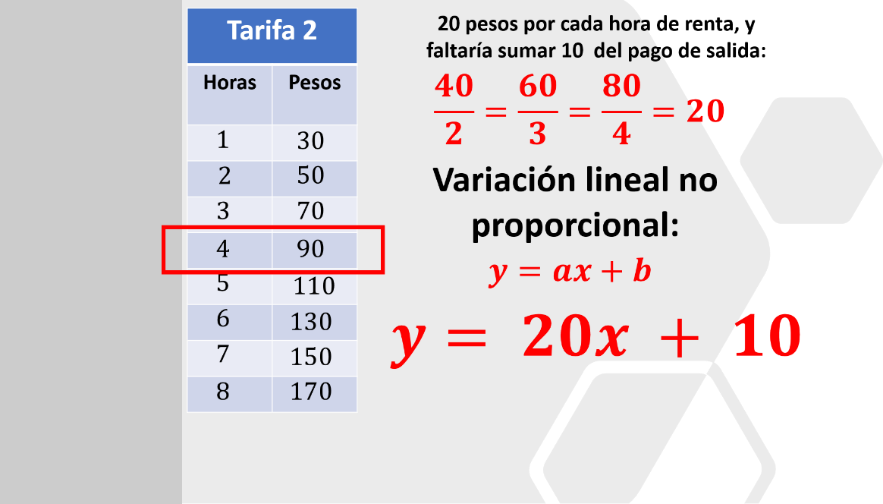 Tarifa 2
Horas Pesos
1 30
2 50
3 70
4 90
5 110
6 130
7 150
8 170
20 pesos por cada hora de renta, y
faltaría sumar 10 del pago de salida:
40/2 = 60/3 = 80/4 = 20
Variación lineal no
proporcional:
y = ax + b
y = 20x + 10